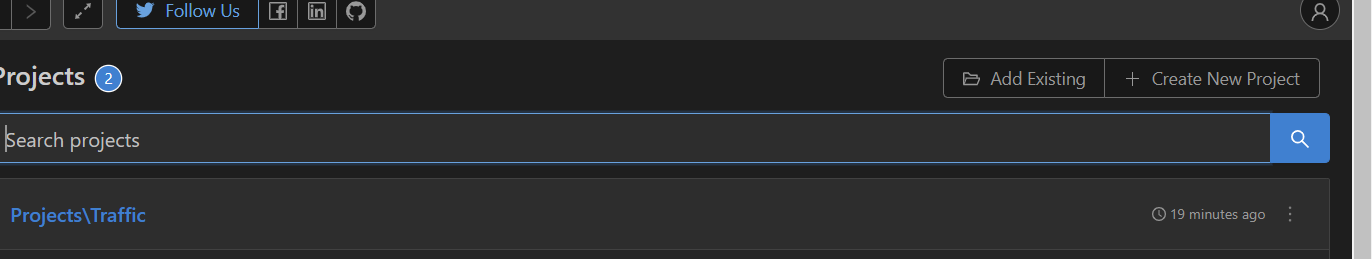 Follow Us
Projects 2
Add Existing
Create New Project
Search projects
Projects\Traffic
19 minutes ago